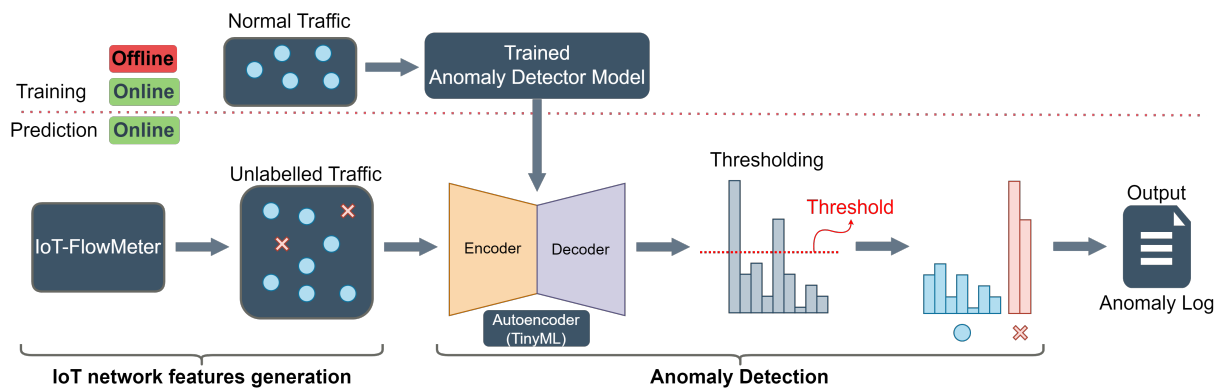 Normal Traffic
Offline
Trained
Anomaly Detector Model
Training
Online
Prediction
Online
Unlabelled Traffic
Thresholding
Output
Threshold
IoT-FlowMeter
Encoder
Decoder
Anomaly Log
Autoencoder
(TinyML)
IoT network features generation
Anomaly Detection